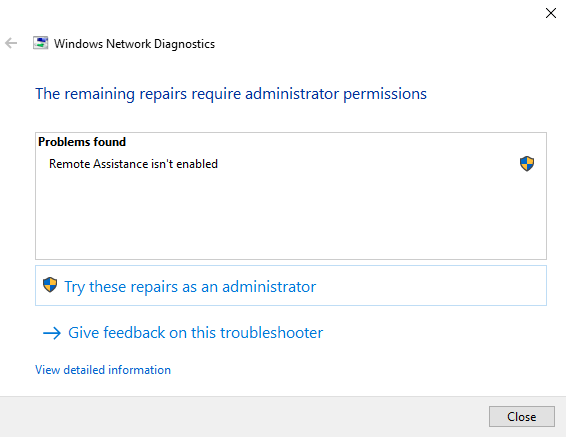 Windows Network Diagnostics
The remaining repairs require administrator permissions
Problems found
Remote Assistance isn't enabled
Try these repairs as an administrator
Give feedback on this troubleshooter
View detailed information
Close